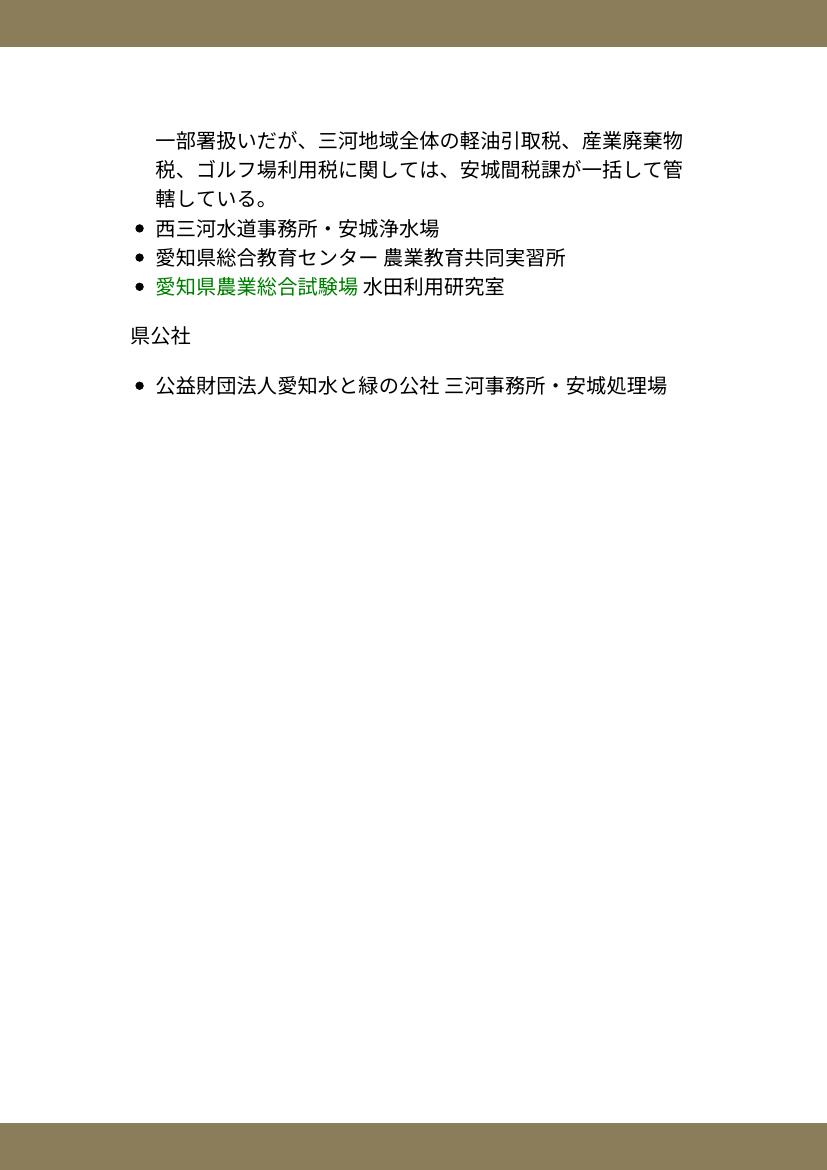 一部署扱いだが、三河地域全体の軽油引取税、産業廃棄物
税、ゴルフ場利用税に関しては、安城間税課が一括して管
轄している。
• 西三河水道事務所・安城浄水場
• 愛知県総合教育センター 農業教育共同実習所
• 愛知県農業総合試験場 水田利用研究室
県公社
• 公益財団法人愛知水と緑の公社 三河事務所・安城処理場